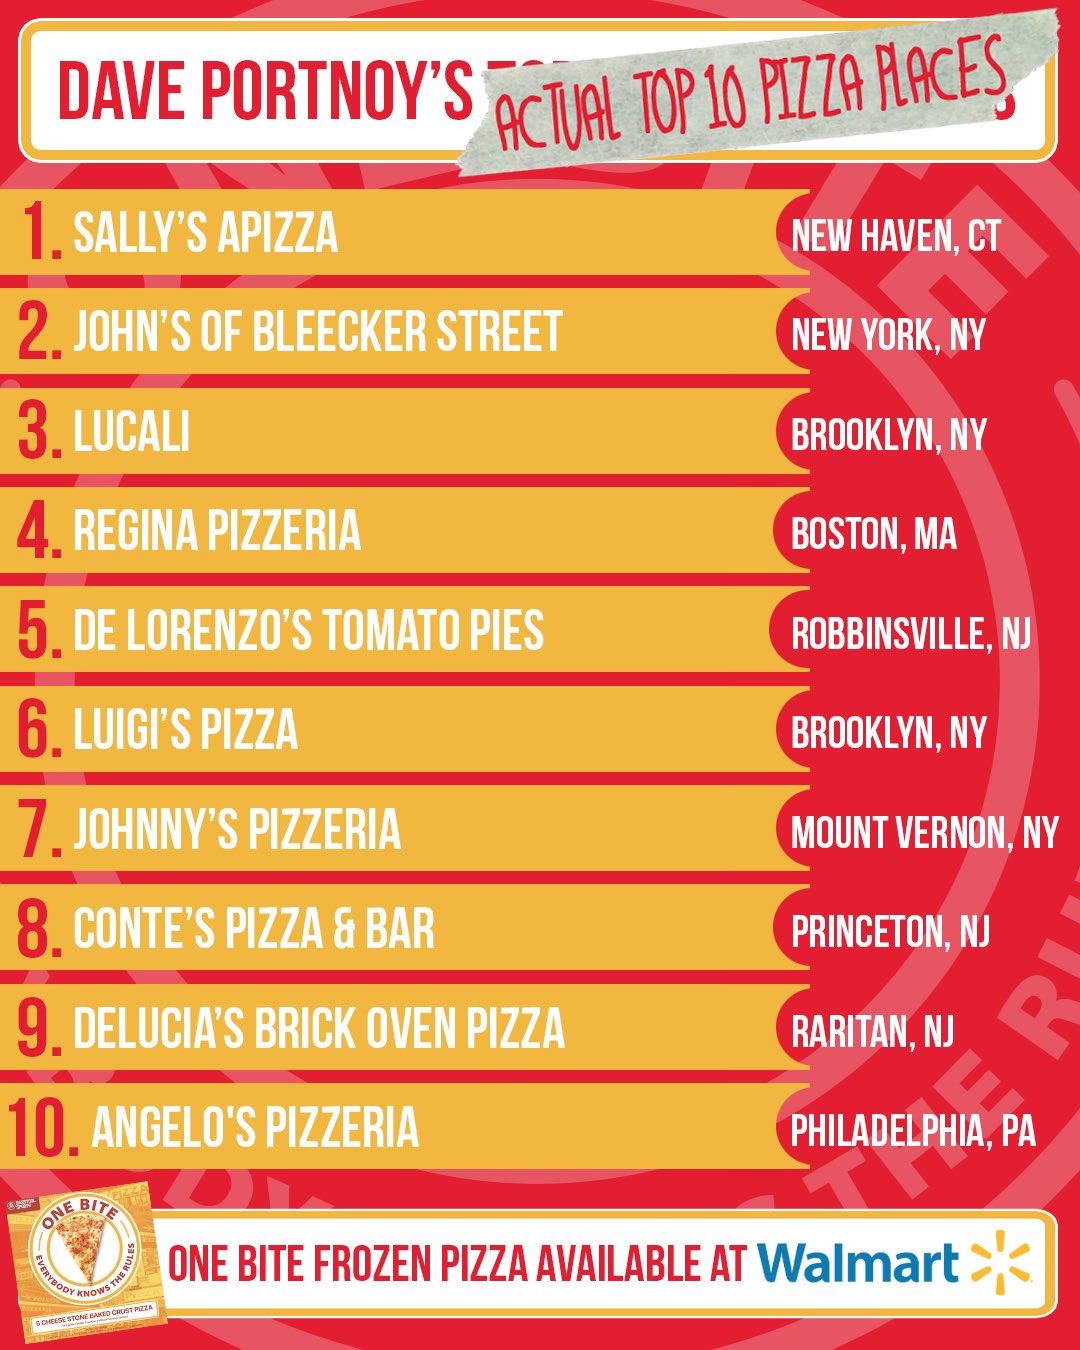 DAVE PORTNOY'S
ACTUAL TOP 10 PIZZA PLACES
1. SALLY'S APIZZA NEW HAVEN, CT
2. JOHN'S OF BLEECKER STREET NEW YORK, NY
3. LUCALI BROOKLYN, NY
4. REGINA PIZZERIA BOSTON, MA
5. DE LORENZO'S TOMATO PIES ROBBINSVILLE, NJ
6. LUIGI'S PIZZA BROOKLYN, NY
7. JOHNNY'S PIZZERIA MOUNT VERNON, NY
8. CONTE'S PIZZA & BAR PRINCETON, NJ
9. DELUCIA'S BRICK OVEN PIZZA RARITAN, NJ
10. ANGELO'S PIZZERIA PHILADELPHIA, PA
ONE BITE
EVERYBODY KNOWS THE RULES
5 CHEESE STONE BAKED CRUST PIZZA
ONE BITE FROZEN PIZZA AVAILABLE AT Walmart